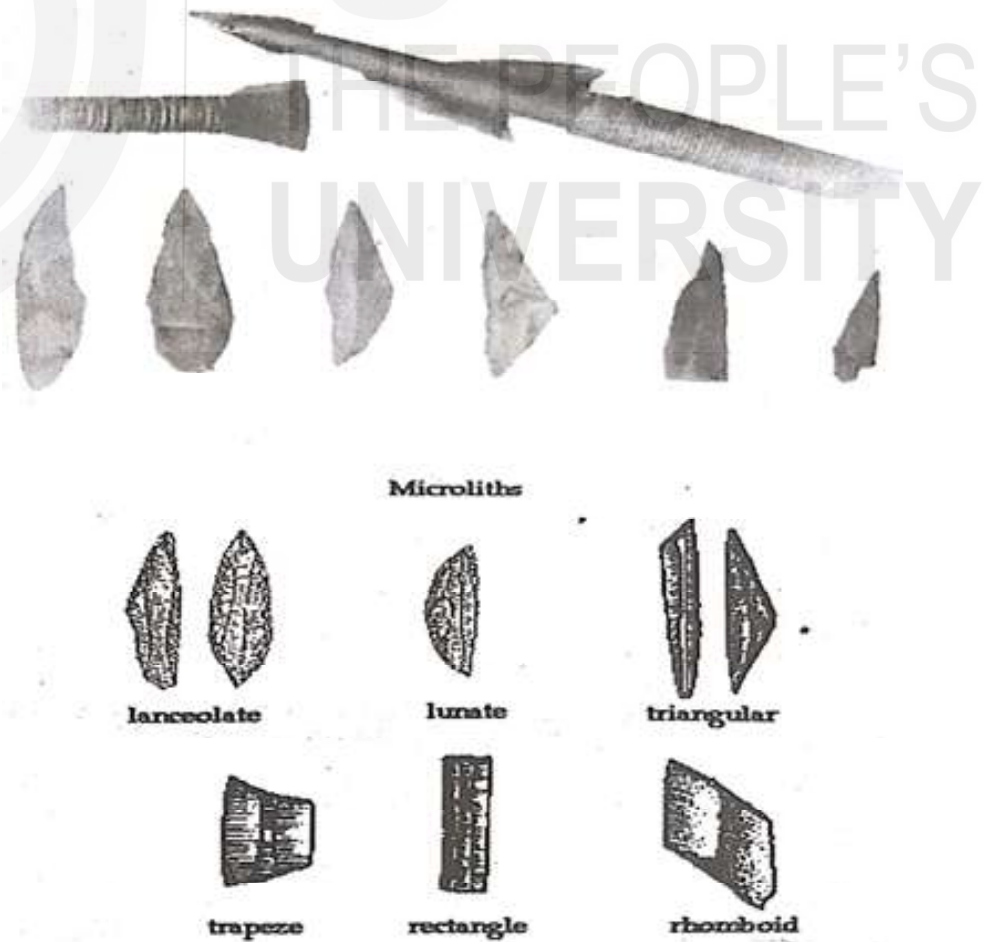 THE PEOPLE'S
UNIVERSITY
Microliths
lanceolate
lunate
triangular
trapeze
rectangle
rhomboid